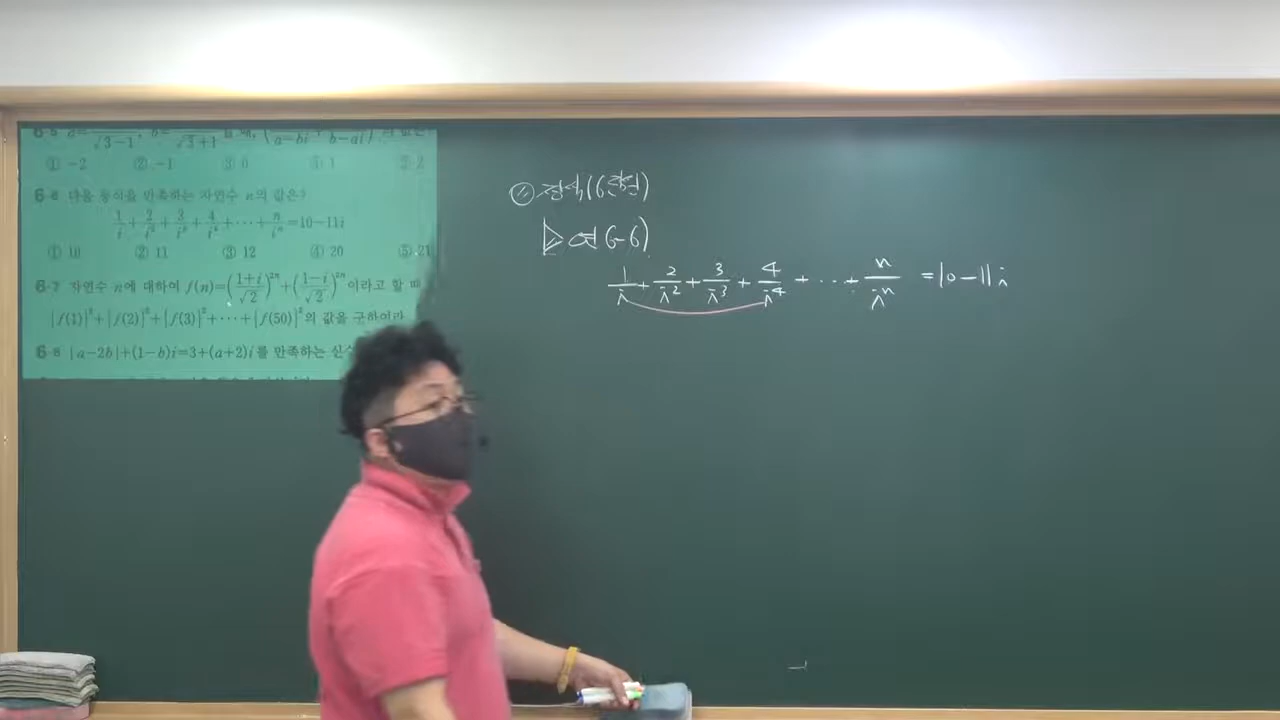 ① -2 ② -1 ③ 0 ④ 1 ⑤ 2
6-6 다음 등식을 만족하는 자연수 n의 값은?
1/i + 2/i² + 3/i³ + 4/i⁴ + ··· + n/iⁿ = 10-11i
① 10 ② 11 ③ 12 ④ 20 ⑤ 21
6-7 자연수 n에 대하여 f(n)=((1+i)/√2)²ⁿ+((1-i)/√2)²ⁿ이라고 할 때
|f(1)|²+|f(2)|²+|f(3)|²+···+|f(50)|²의 값을 구하여라
6-8 |a-2b|+(1-b)i=3+(a+2)i를 만족하는 실수
6-6)
1/i + 2/i² + 3/i³ + 4/i⁴ + ··· + n/iⁿ = 10-11i